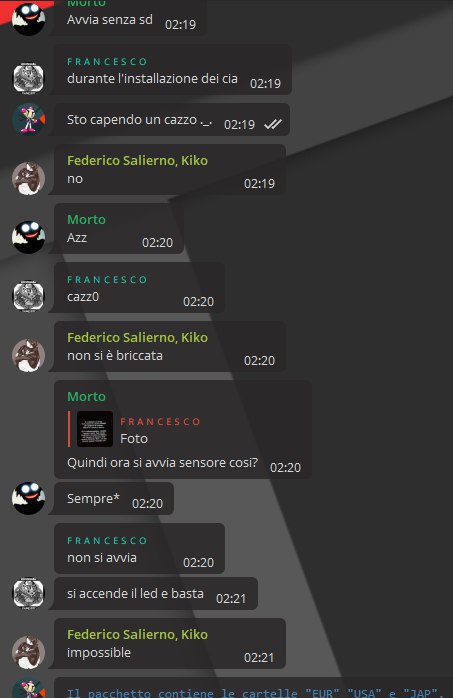 Morto
Avvia senza sd 02:19
FRANCESCO
durante l'installazione dei cia 02:19
Sto capendo un cazzo ._. 02:19
Federico Salierno, Kiko
no 02:19
Morto
Azz 02:20
FRANCESCO
cazz0 02:20
Federico Salierno, Kiko
non si è briccata 02:20
Morto
FRANCESCO
Foto
Quindi ora si avvia sensore cosi? 02:20
Sempre* 02:20
FRANCESCO
non si avvia 02:20
si accende il led e basta 02:21
Federico Salierno, Kiko
impossible 02:21
Il pacchetto contiene le cartelle "EUR" "USA" e "JAP".